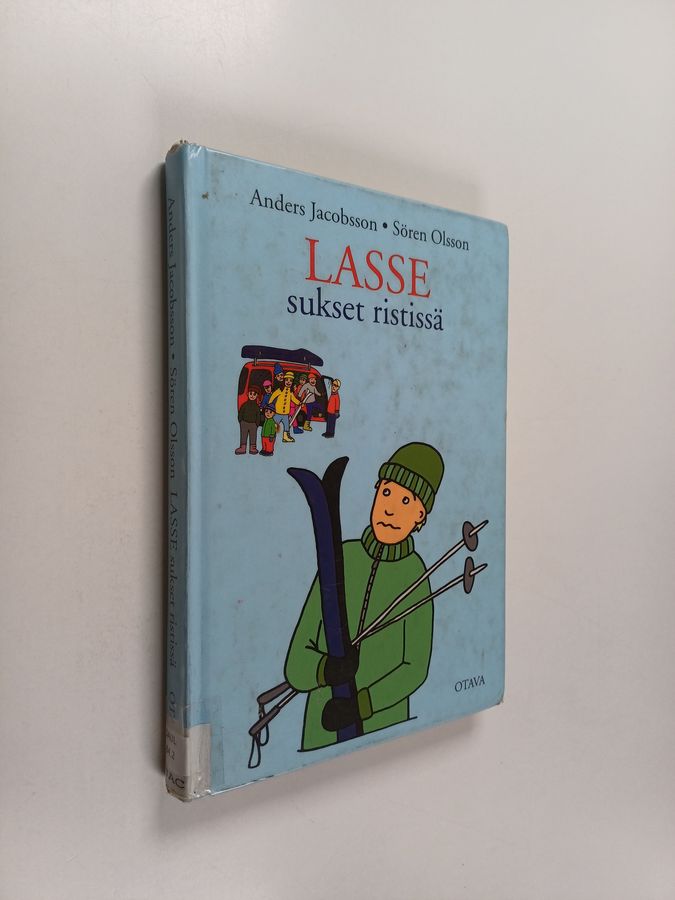 Anders Jacobsson • Sören Olsson
LASSE
sukset ristissä
OTAVA
Anders Jacobsson • Sören Olsson LASSE sukset ristissä